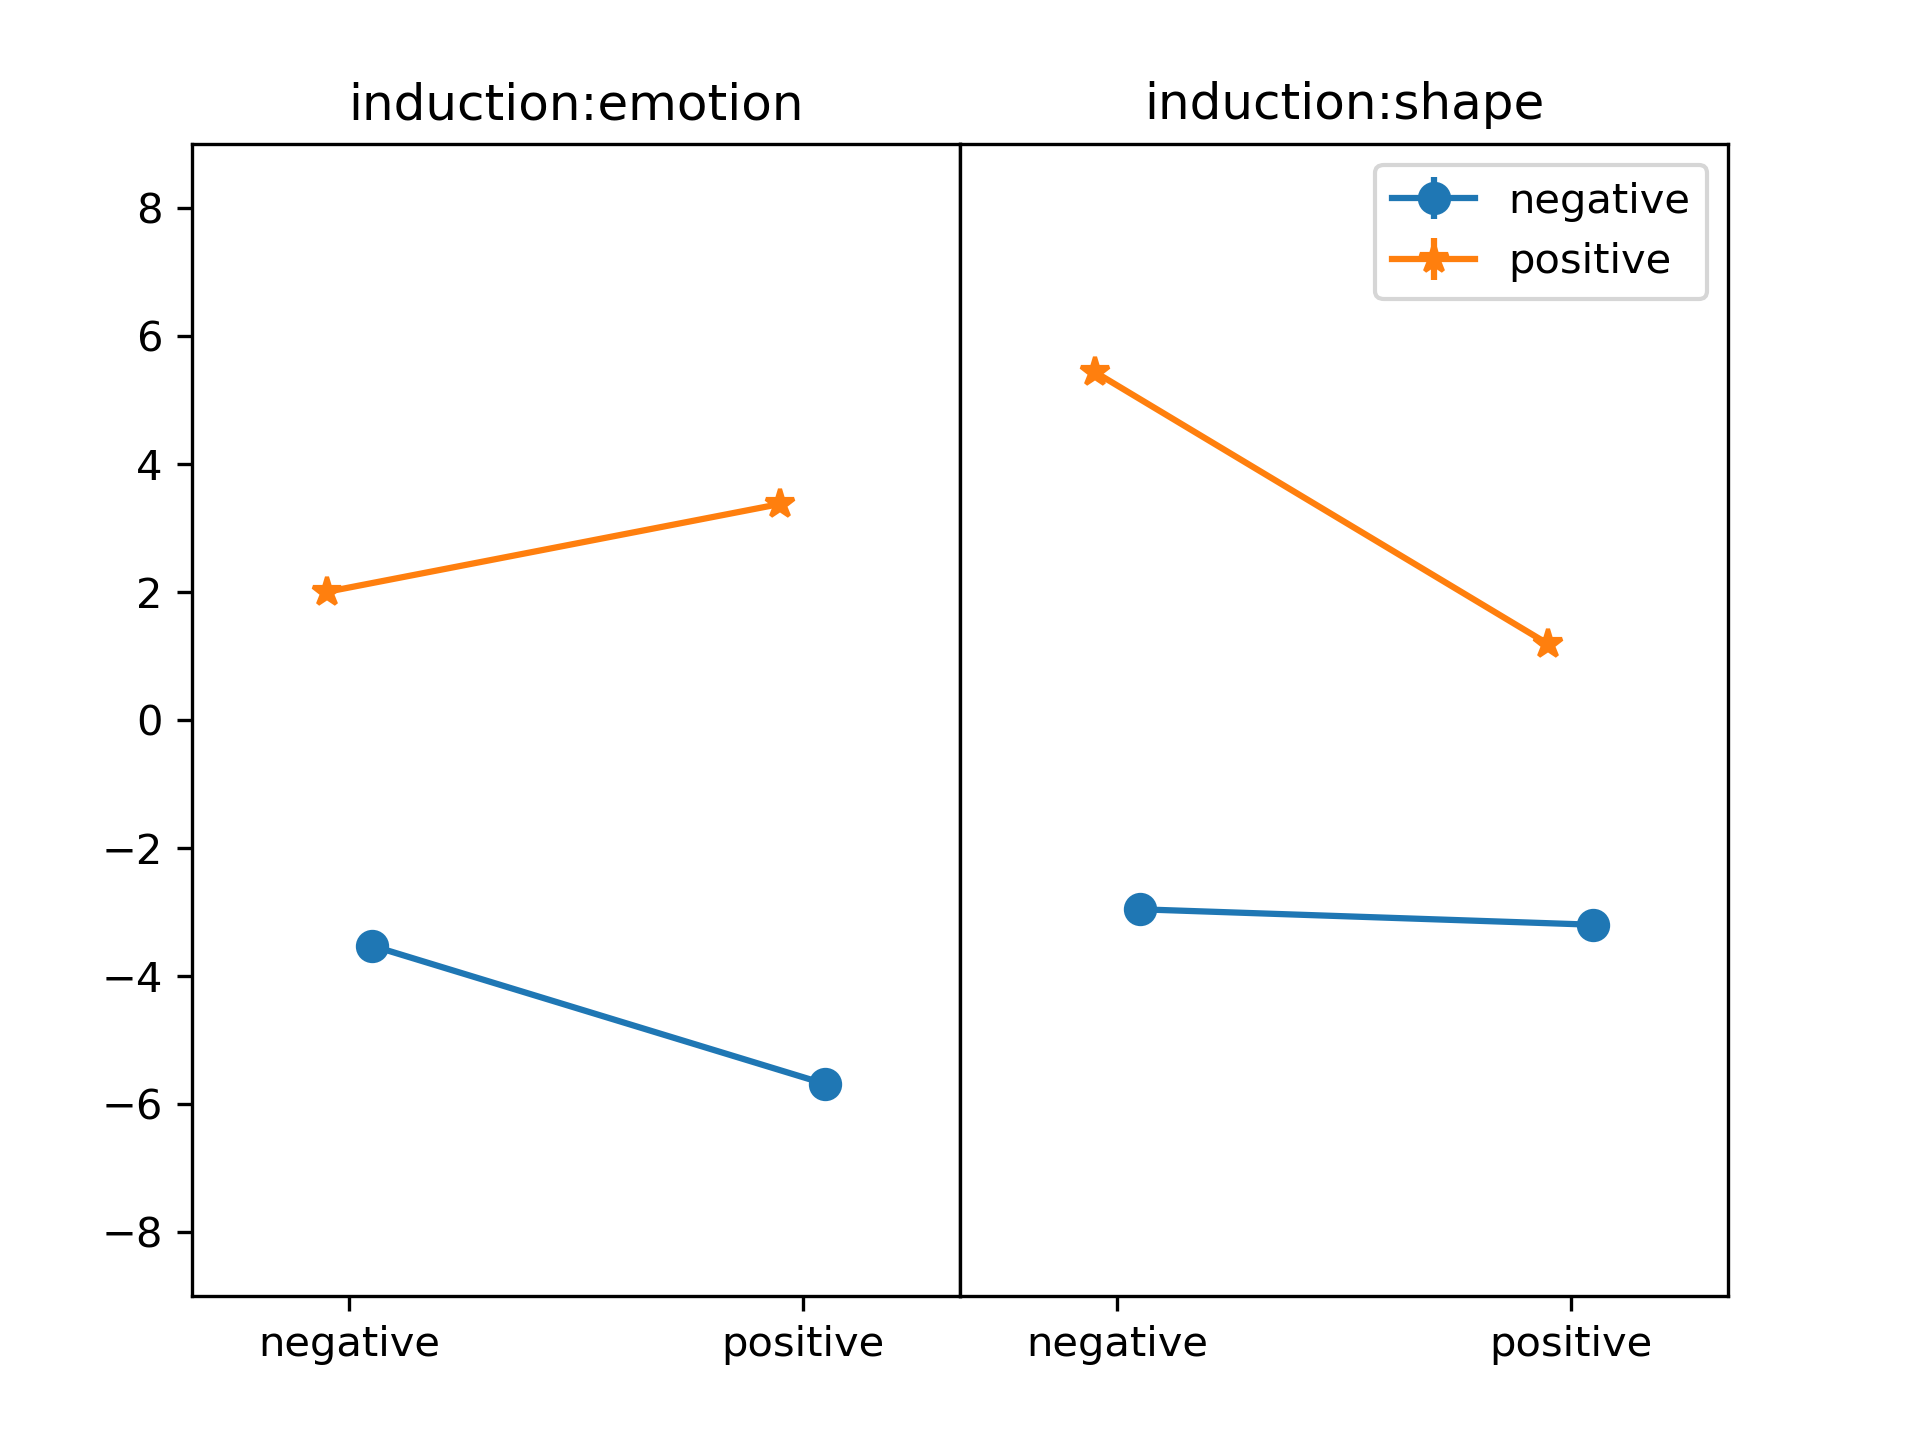 induction:emotion
induction:shape
negative
positive
8
6
4
2
0
−2
−4
−6
−8
negative
positive
negative
positive